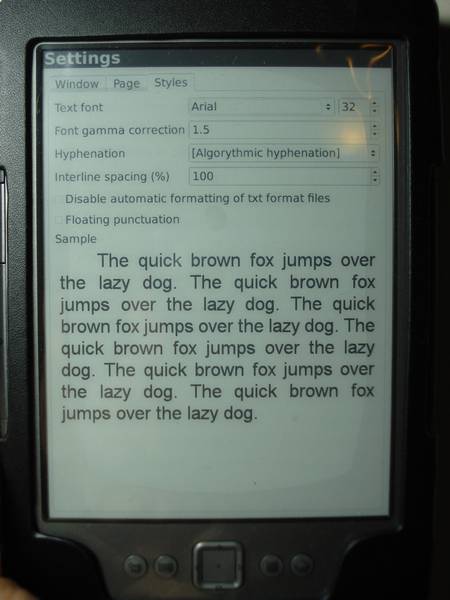 Settings
Window Page Styles
Text font Arial 32
Font gamma correction 1.5
Hyphenation [Algorythmic hyphenation]
Interline spacing (%) 100
Disable automatic formatting of txt format files
Floating punctuation
Sample
The quick brown fox jumps over
the lazy dog. The quick brown fox
jumps over the lazy dog. The quick
brown fox jumps over the lazy dog. The
quick brown fox jumps over the lazy
dog. The quick brown fox jumps over
the lazy dog. The quick brown fox
jumps over the lazy dog.